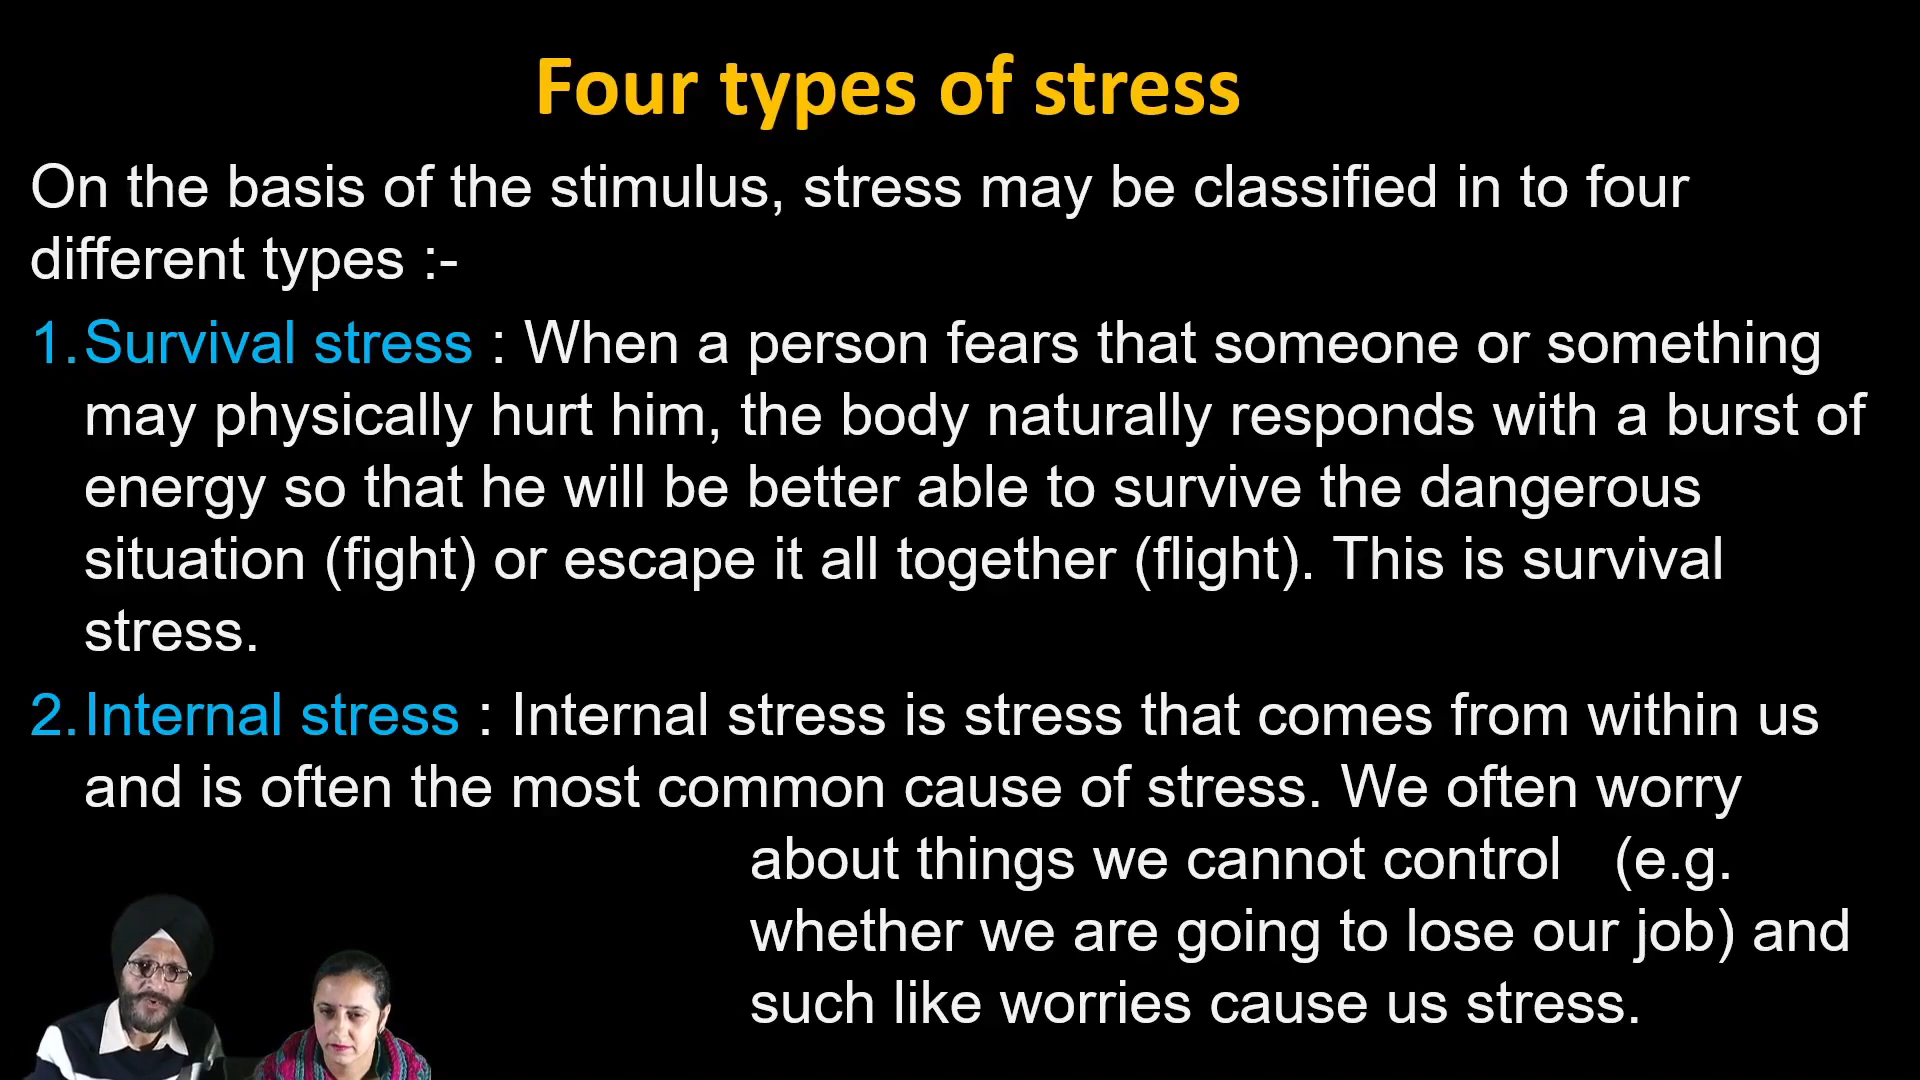 Four types of stress
On the basis of the stimulus, stress may be classified in to four
different types :-
1. Survival stress : When a person fears that someone or something
may physically hurt him, the body naturally responds with a burst of
energy so that he will be better able to survive the dangerous
situation (fight) or escape it all together (flight). This is survival
stress.
2. Internal stress : Internal stress is stress that comes from within us
and is often the most common cause of stress. We often worry
about things we cannot control (e.g.
whether we are going to lose our job) and
such like worries cause us stress.